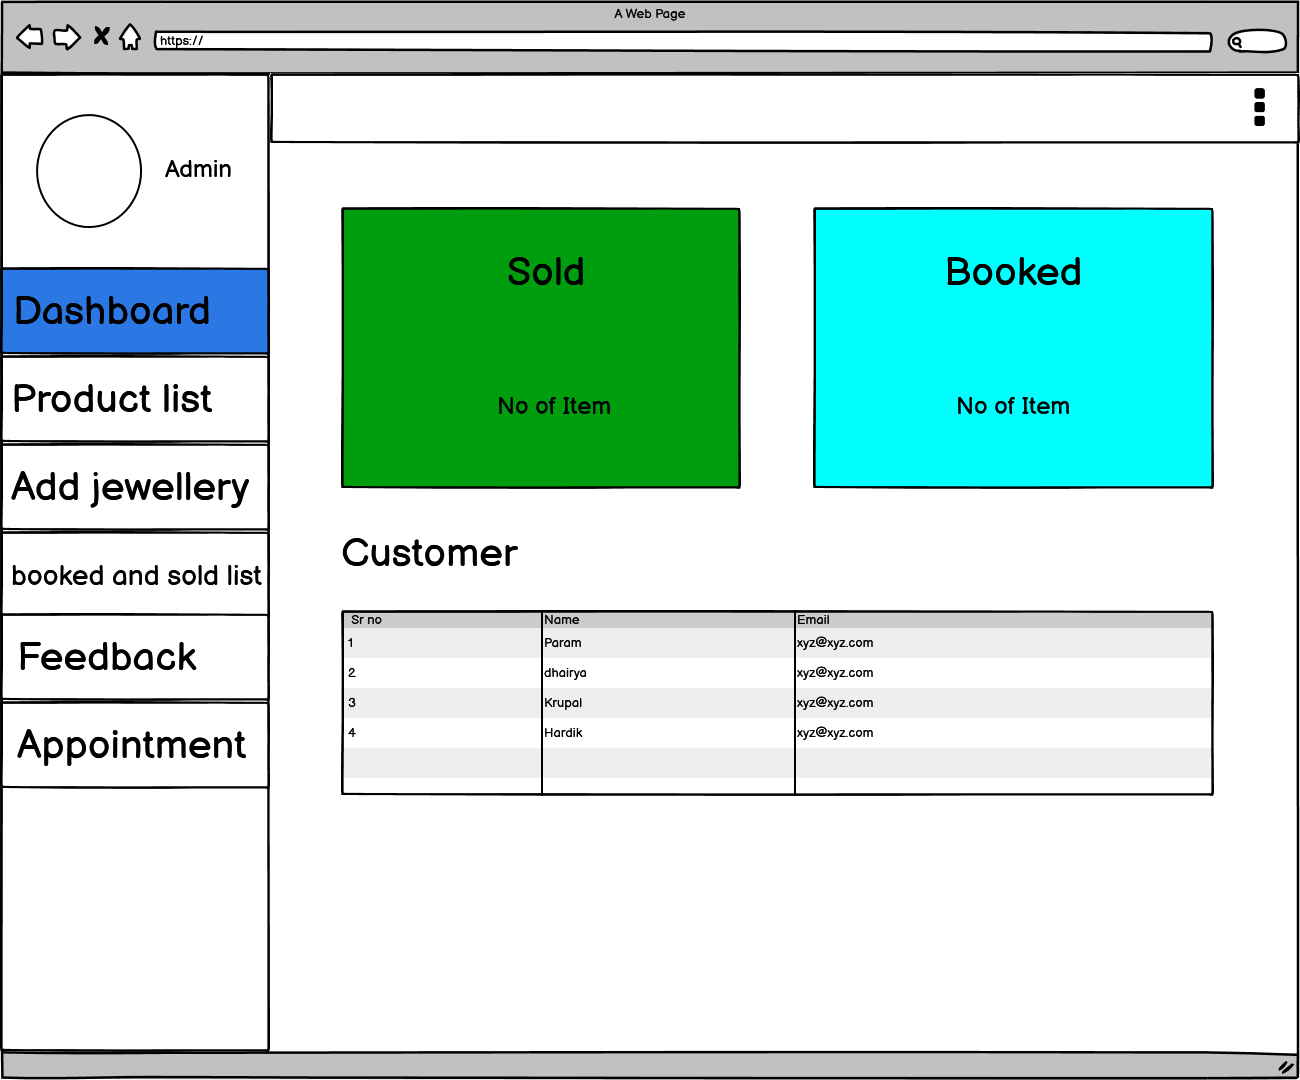 A Web Page
https://
Admin
Dashboard
Product list
Add jewellery
booked and sold list
Feedback
Appointment
Sold
No of Item
Booked
No of Item
Customer
Sr no Name Email
1 Param xyz@xyz.com
2 dhairya xyz@xyz.com
3 Krupal xyz@xyz.com
4 Hardik xyz@xyz.com